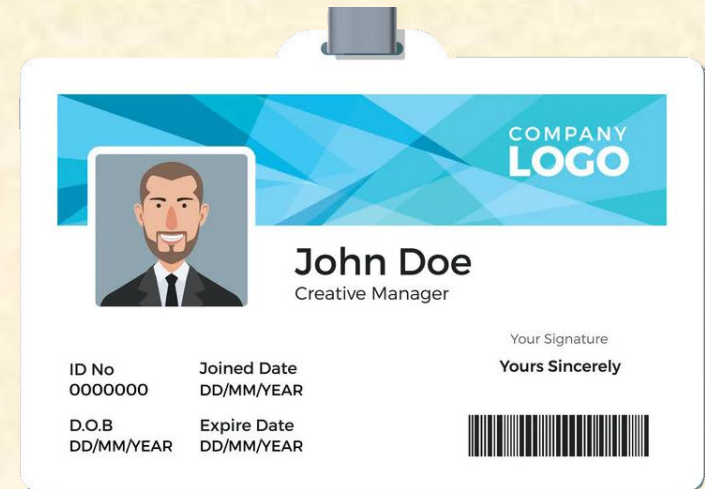 COMPANY
LOGO
John Doe
Creative Manager
Your Signature
Yours Sincerely
ID No
0000000
Joined Date
DD/MM/YEAR
D.O.B
DD/MM/YEAR
Expire Date
DD/MM/YEAR